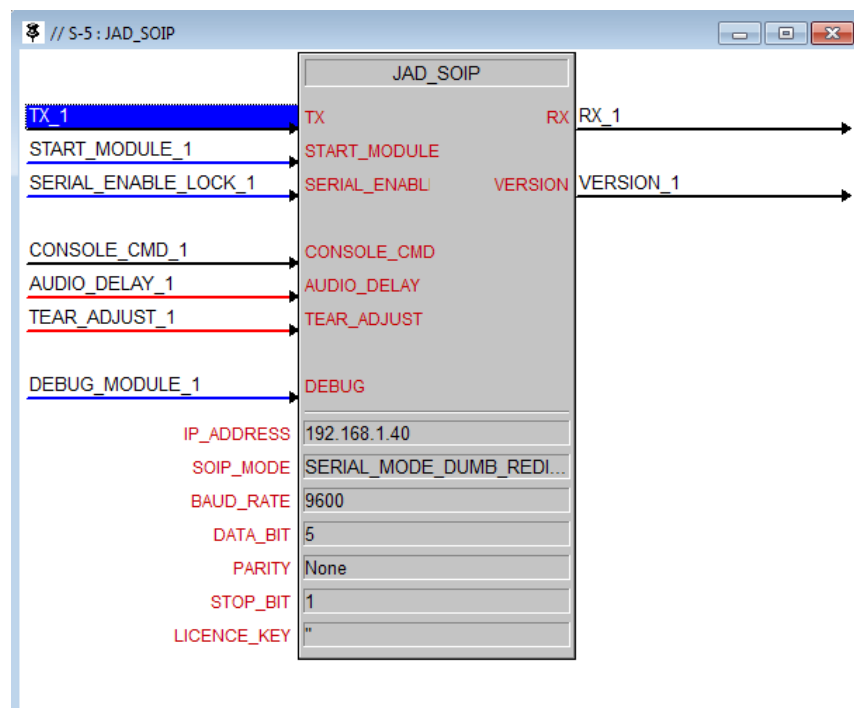 // S-5 : JAD_SOIP
JAD_SOIP
TX_1 TX RX RX_1
START_MODULE_1 START_MODULE
SERIAL_ENABLE_LOCK_1 SERIAL_ENABL VERSION VERSION_1
CONSOLE_CMD_1 CONSOLE_CMD
AUDIO_DELAY_1 AUDIO_DELAY
TEAR_ADJUST_1 TEAR_ADJUST
DEBUG_MODULE_1 DEBUG
IP_ADDRESS 192.168.1.40
SOIP_MODE SERIAL_MODE_DUMB_REDI...
BAUD_RATE 9600
DATA_BIT 5
PARITY None
STOP_BIT 1
LICENCE_KEY "